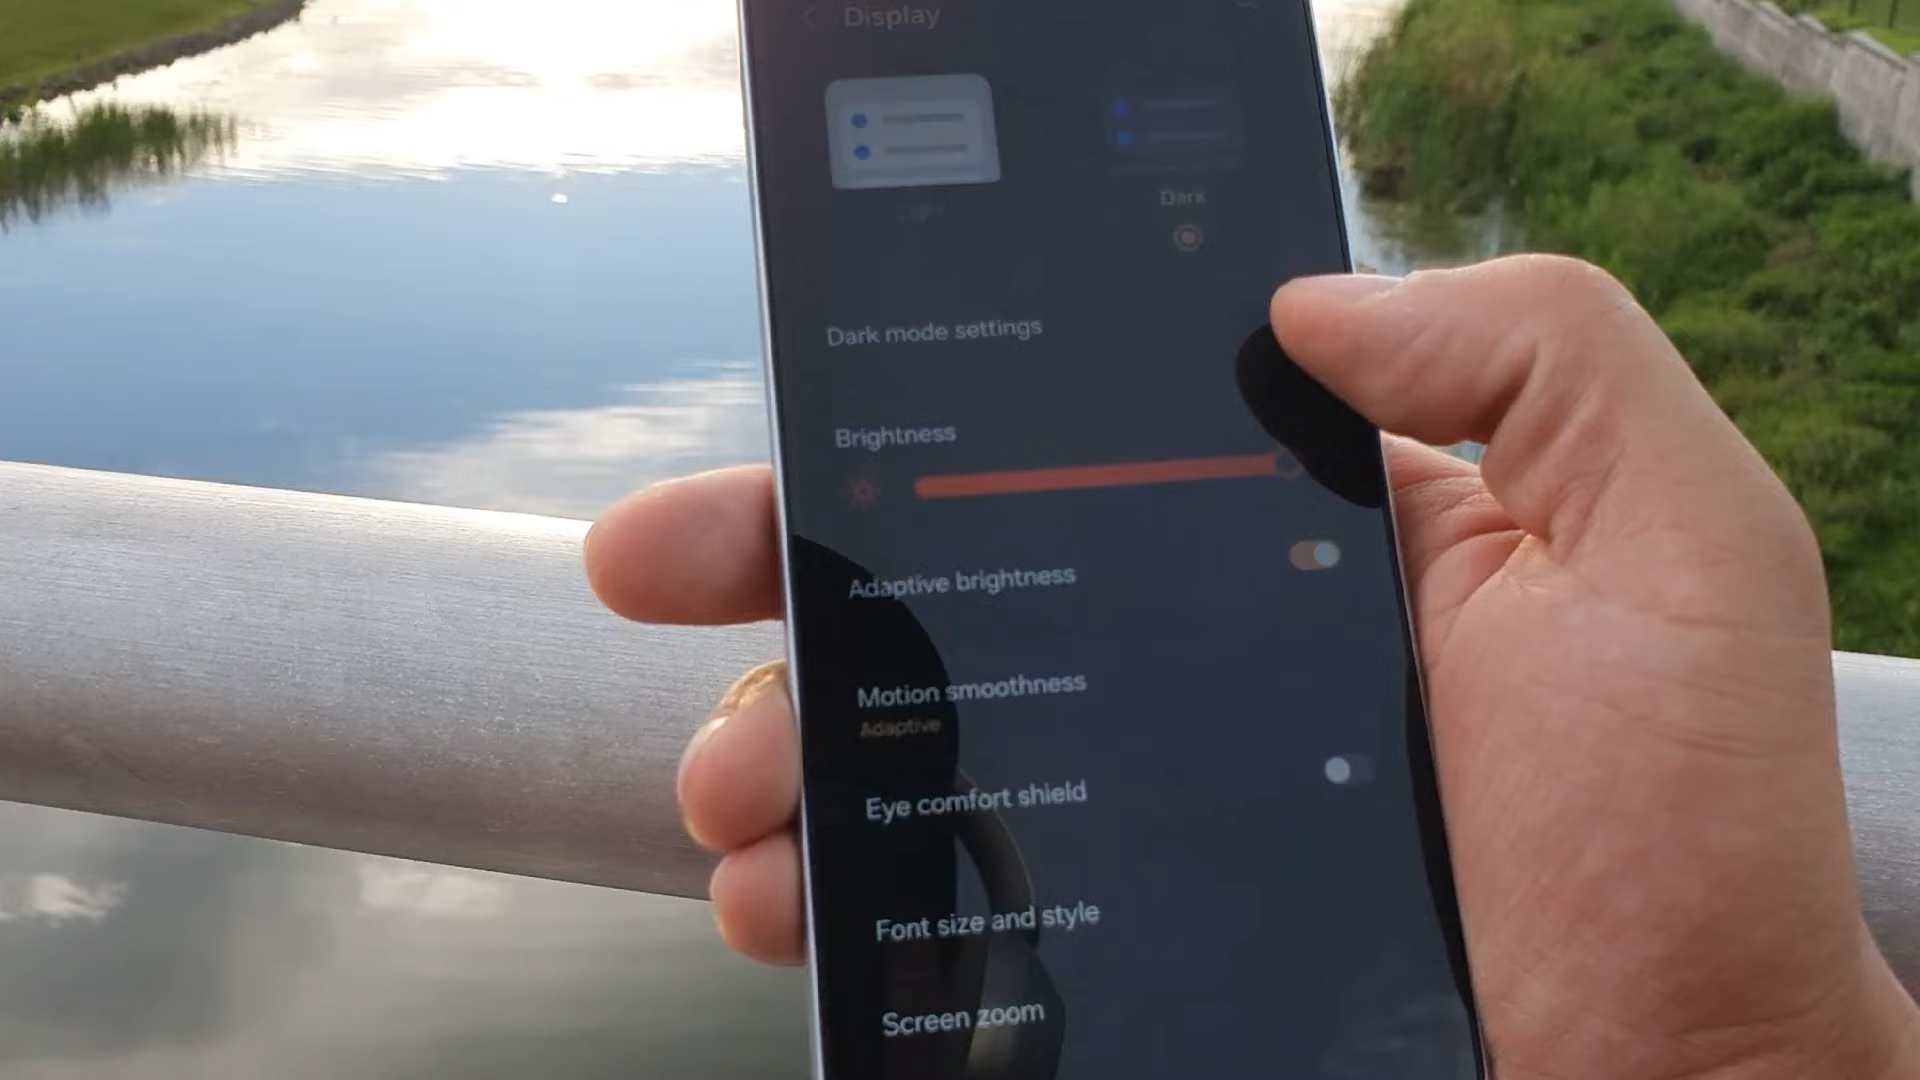 Display
Light
Dark
Dark mode settings
Brightness
Adaptive brightness
Motion smoothness
Adaptive
Eye comfort shield
Font size and style
Screen zoom